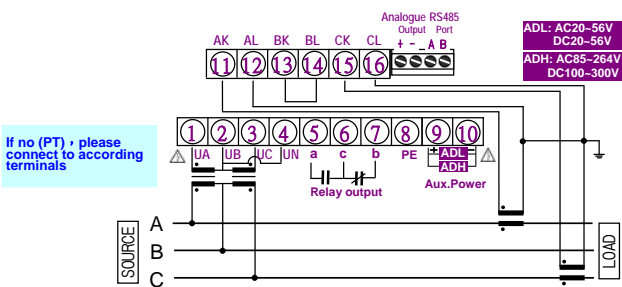 Analogue RS485
Output Port
+ - _ A B
ADL: AC20~56V
DC20~56V
ADH: AC85~264V
DC100~300V
AK AL BK BL CK CL
11 12 13 14 15 16
If no (PT)，please
connect to according
terminals
1 2 3 4 5 6 7 8 9 10
UA UB UC UN a c b PE + ADL -
ADH
Relay output
Aux.Power
SOURCE
A
B
C
LOAD